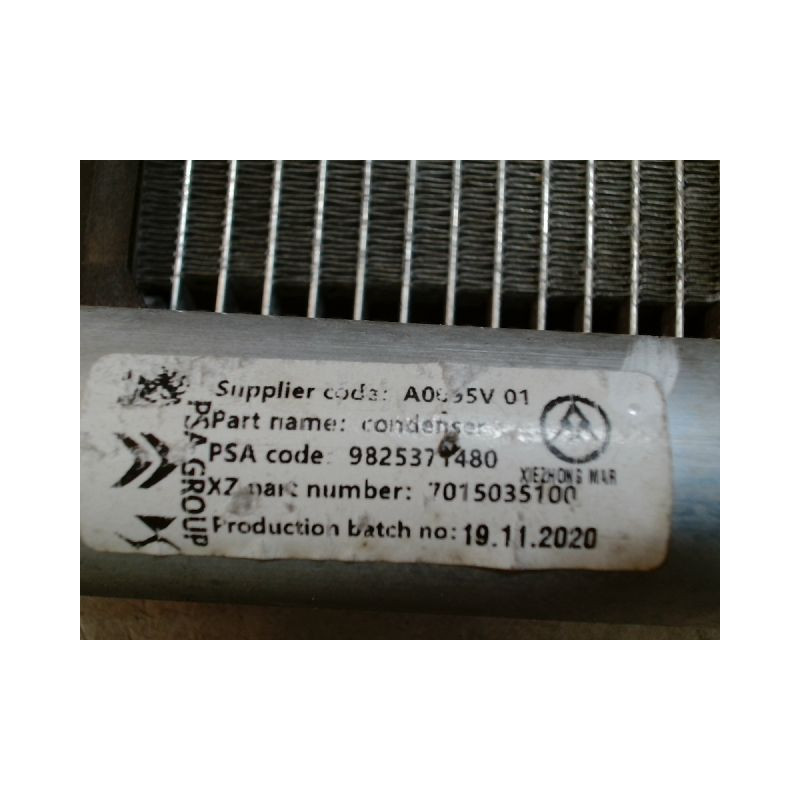 Supplier code: A0695V 01
Part name: condenser
PSA code: 9825371480
XZ part number: 7015035100
Production batch no: 19.11.2020
PSA GROUP
XIEZHONG MAR